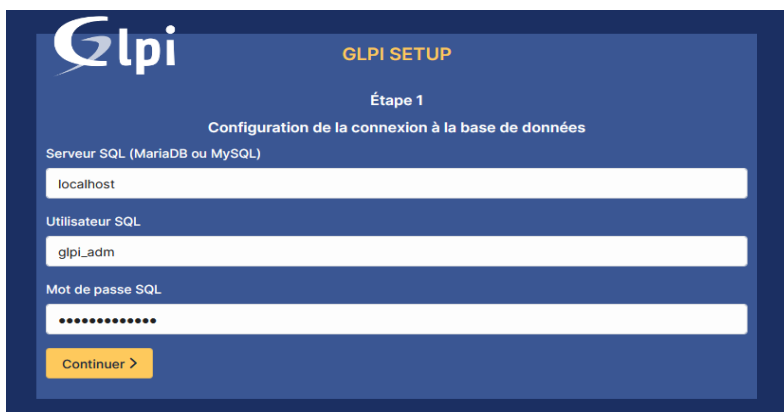 Glpi
GLPI SETUP
Étape 1
Configuration de la connexion à la base de données
Serveur SQL (MariaDB ou MySQL)
localhost
Utilisateur SQL
glpi_adm
Mot de passe SQL
•••••••••••••
Continuer >